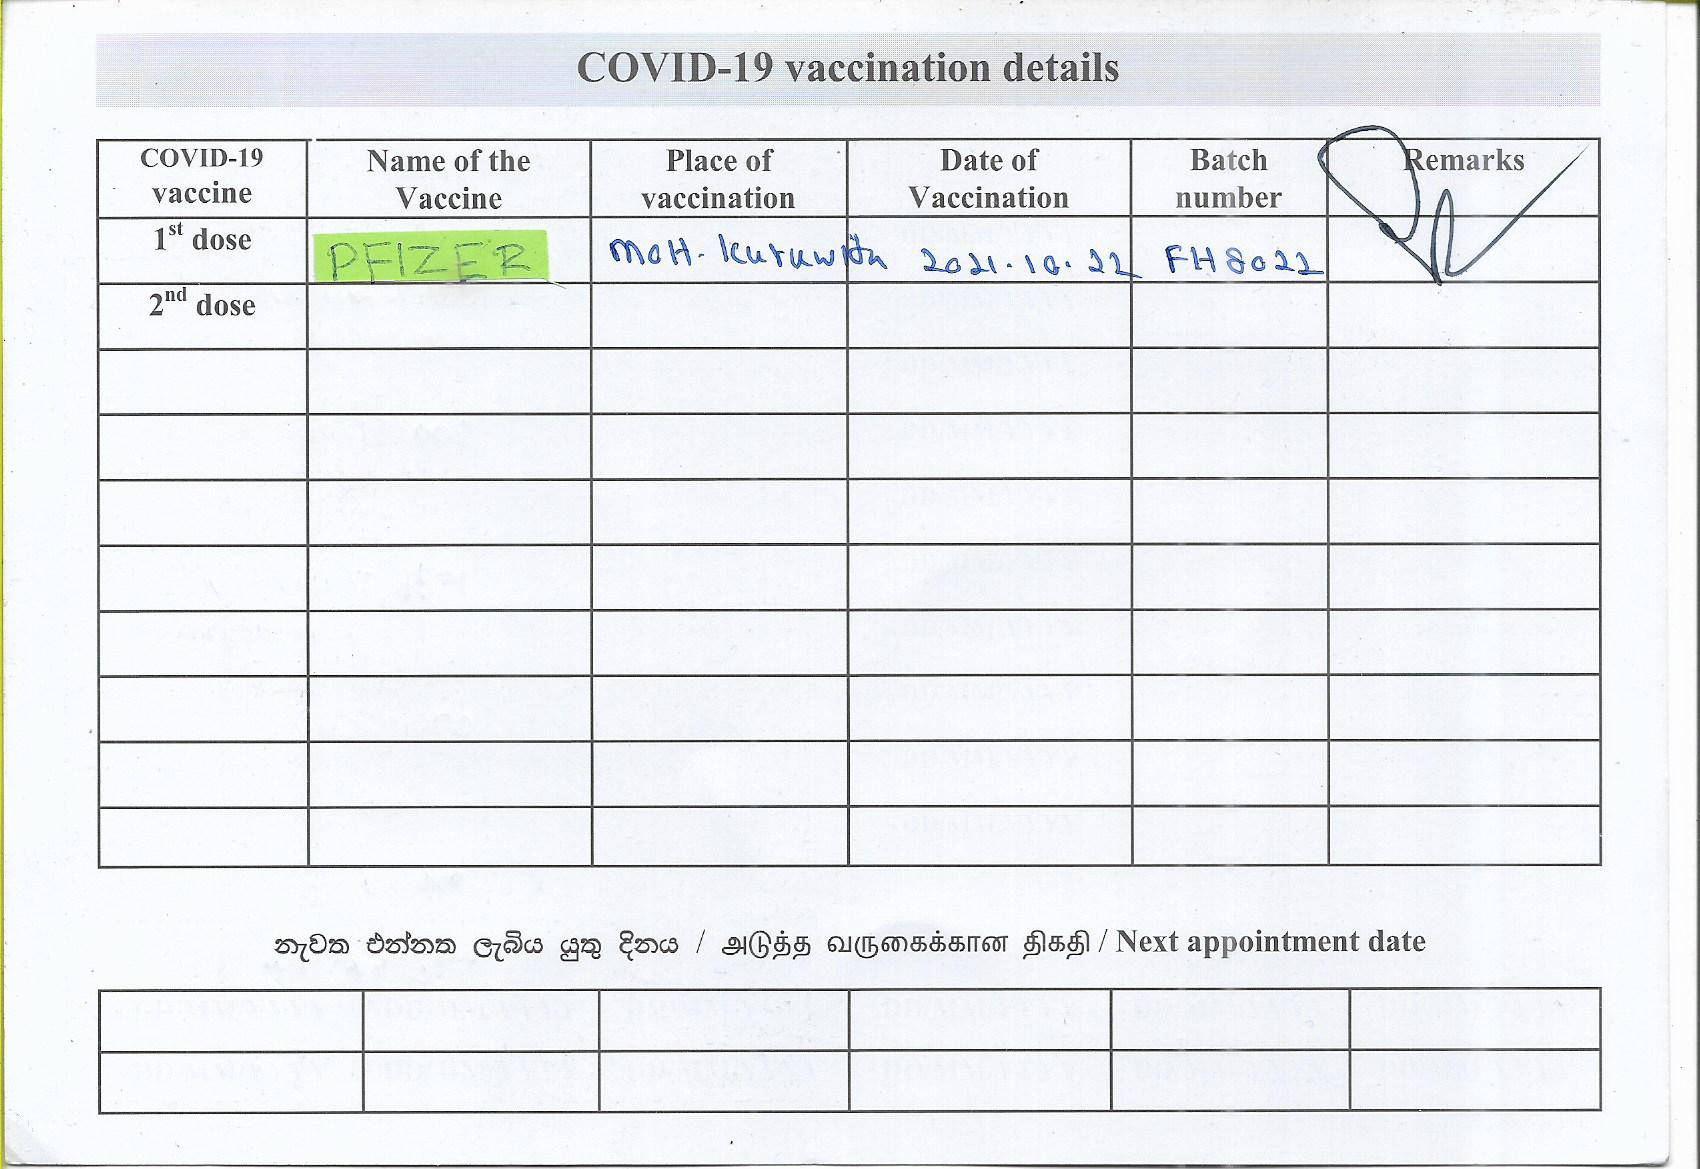 COVID-19 vaccination details
COVID-19 vaccine
Name of the Vaccine
Place of vaccination
Date of Vaccination
Batch number
Remarks
1st dose
PFIZER
MOH. Kuruwita
2021.10.22
FH8022
2nd dose
නැවත එන්නත ලැබිය යුතු දිනය / அடுத்த வருகைக்கான திகதி / Next appointment date